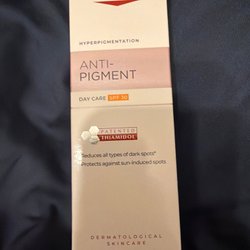 HYPERPIGMENTATION
ANTI-
PIGMENT
DAY CARE SPF 30
PATENTED
THIAMIDOL
Reduces all types of dark spots*
Protects against sun-induced spots
DERMATOLOGICAL
SKINCARE